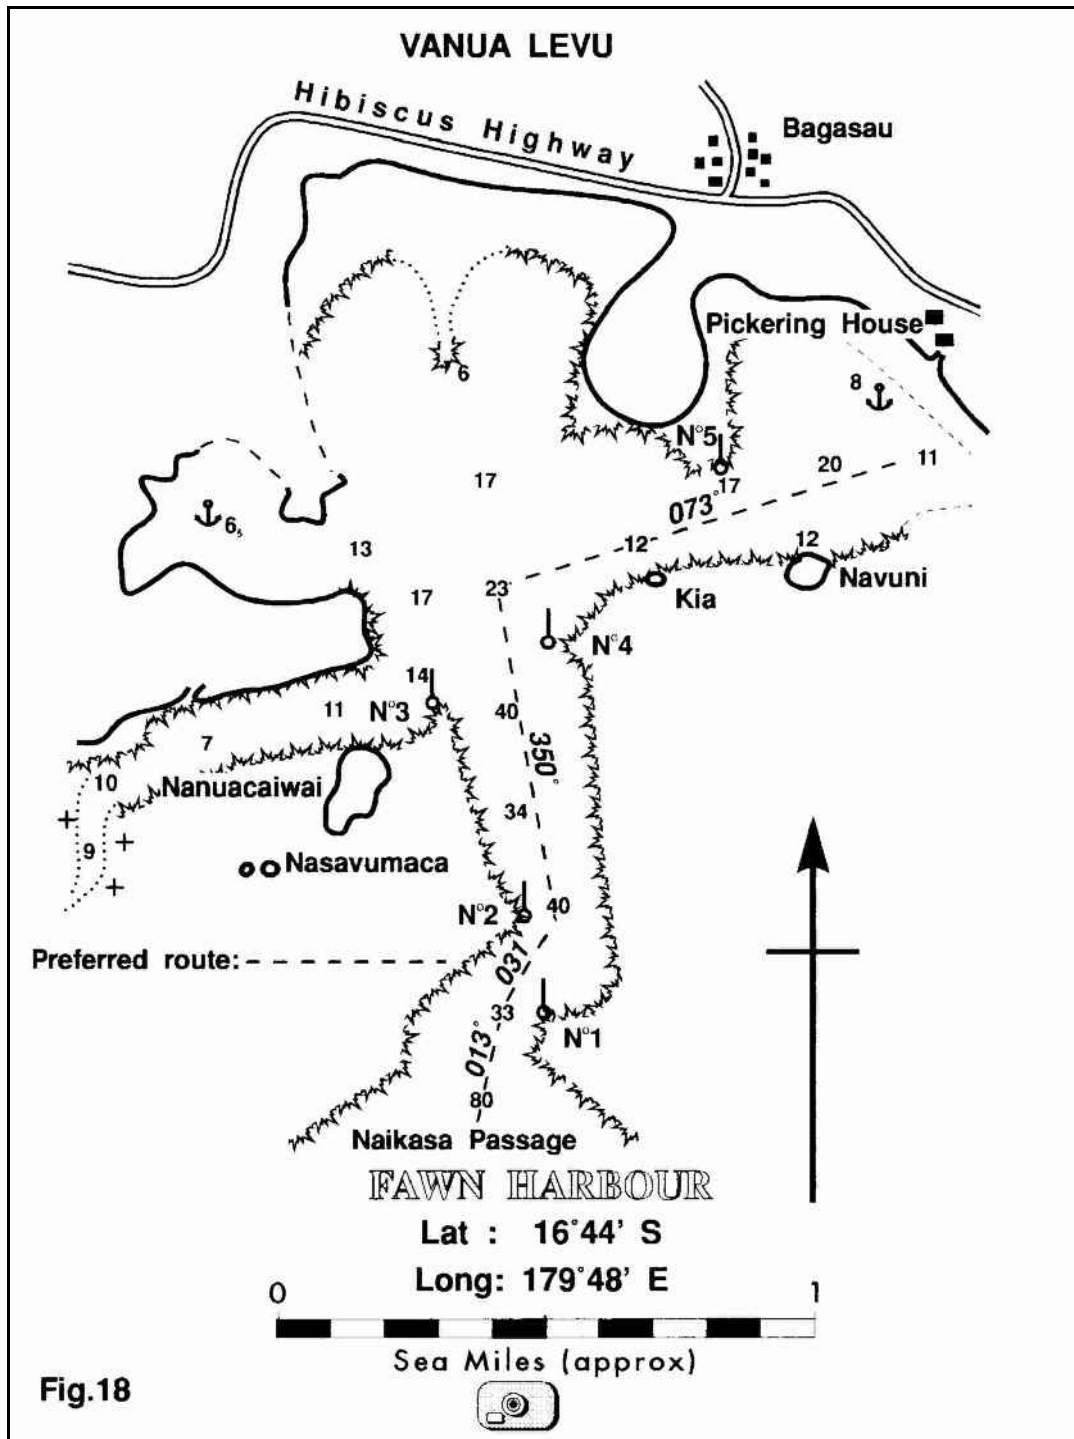 VANUA LEVU
Hibiscus Highway
Bagasau
Pickering House
6
8
N°5
17
20
11
17
073°
6₅
13
12
12
Navuni
23
Kia
17
N°4
14
N°3
11
40
7
350°
10
Nanuacaiwai
34
9
Nasavumaca
N°2
40
Preferred route:
031
33
N°1
013°
80
Naikasa Passage
FAWN HARBOUR
Lat : 16°44' S
Long: 179°48' E
0 1
Sea Miles (approx)
Fig.18